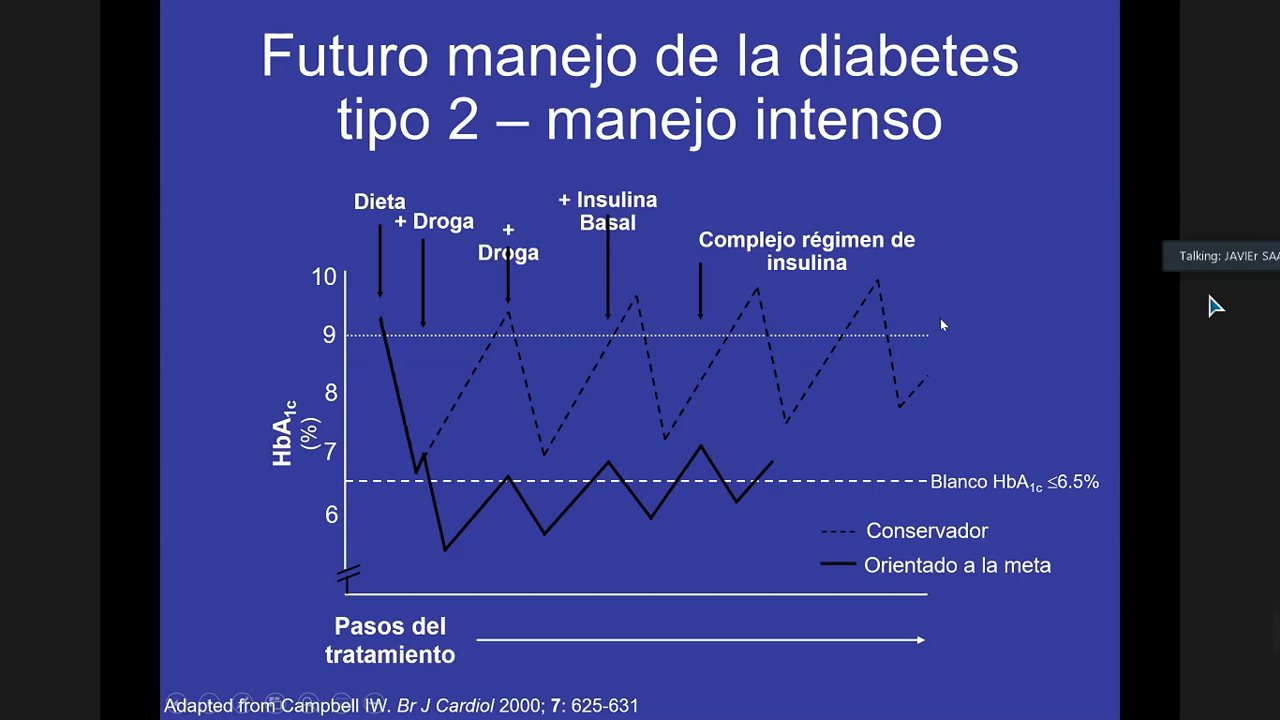 Futuro manejo de la diabetes
tipo 2 – manejo intenso
Dieta
+ Droga
+
Droga
+ Insulina
Basal
Complejo régimen de
insulina
Talking: JAVIEr SAA
10
9
8
7
6
HbA1c
(%)
Blanco HbA1c ≤6.5%
Conservador
Orientado a la meta
Pasos del
tratamiento
Adapted from Campbell IW. Br J Cardiol 2000; 7: 625-631